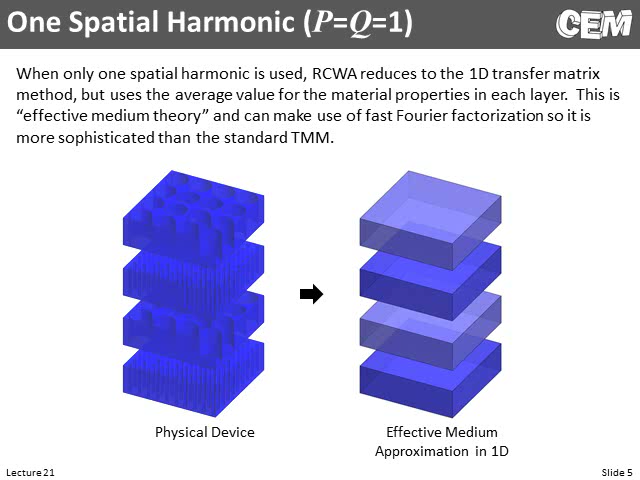 One Spatial Harmonic (P=Q=1)
CEM
When only one spatial harmonic is used, RCWA reduces to the 1D transfer matrix
method, but uses the average value for the material properties in each layer.  This is
“effective medium theory” and can make use of fast Fourier factorization so it is
more sophisticated than the standard TMM.
Physical Device
Effective Medium
Approximation in 1D
Lecture 21
Slide 5